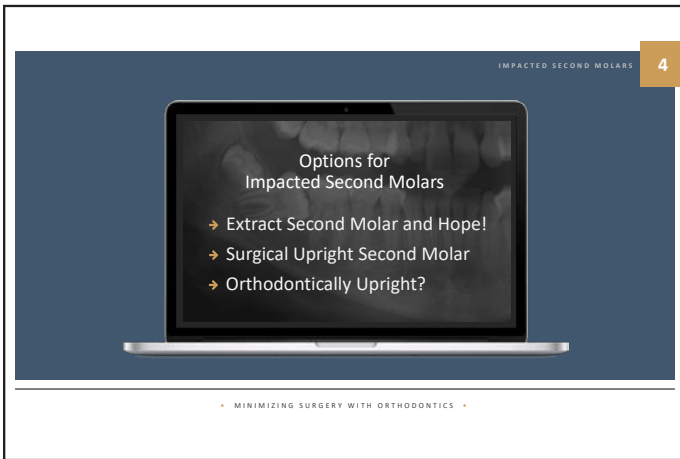 IMPACTED SECOND MOLARS
4
Options for
Impacted Second Molars
→ Extract Second Molar and Hope!
→ Surgical Upright Second Molar
→ Orthodontically Upright?
• MINIMIZING SURGERY WITH ORTHODONTICS •